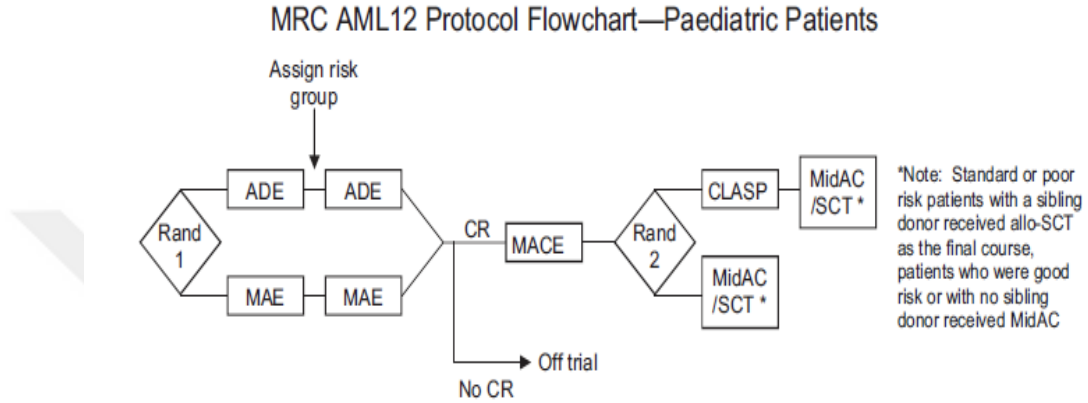 MRC AML12 Protocol Flowchart—Paediatric Patients
Assign risk
group
Rand
1
ADE
ADE
MAE
MAE
CR
No CR
Off trial
MACE
Rand
2
CLASP
MidAC
/SCT *
MidAC
/SCT *
*Note: Standard or poor
risk patients with a sibling
donor received allo-SCT
as the final course,
patients who were good
risk or with no sibling
donor received MidAC